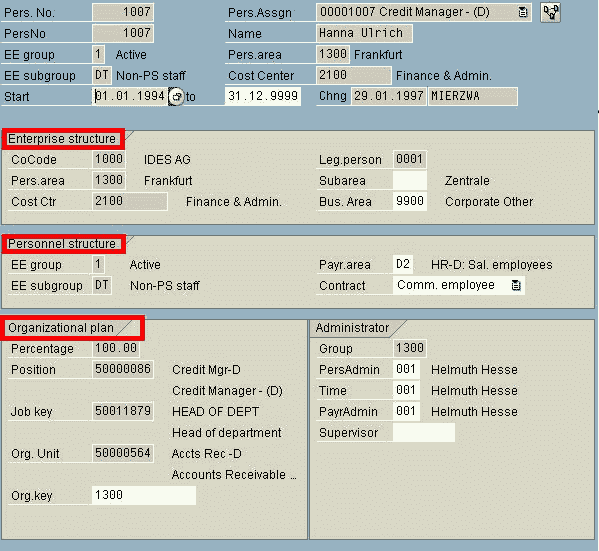 Pers. No. 1007 Pers.Assgn 00001007 Credit Manager - (D)
PersNo 1007 Name Hanna Ulrich
EE group 1 Active Pers.area 1300 Frankfurt
EE subgroup DT Non-PS staff Cost Center 2100 Finance & Admin.
Start 01.01.1994 to 31.12.9999 Chng 29.01.1997 MIERZWA
Enterprise structure
CoCode 1000 IDES AG Leg.person 0001
Pers.area 1300 Frankfurt Subarea Zentrale
Cost Ctr 2100 Finance & Admin. Bus. Area 9900 Corporate Other
Personnel structure
EE group 1 Active Payr.area D2 HR-D: Sal. employees
EE subgroup DT Non-PS staff Contract Comm. employee
Organizational plan
Percentage 100.00
Position 50000086 Credit Mgr-D
Credit Manager - (D)
Job key 50011879 HEAD OF DEPT
Head of department
Org. Unit 50000564 Accts Rec -D
Accounts Receivable ...
Org.key 1300
Administrator
Group 1300
PersAdmin 001 Helmuth Hesse
Time 001 Helmuth Hesse
PayrAdmin 001 Helmuth Hesse
Supervisor